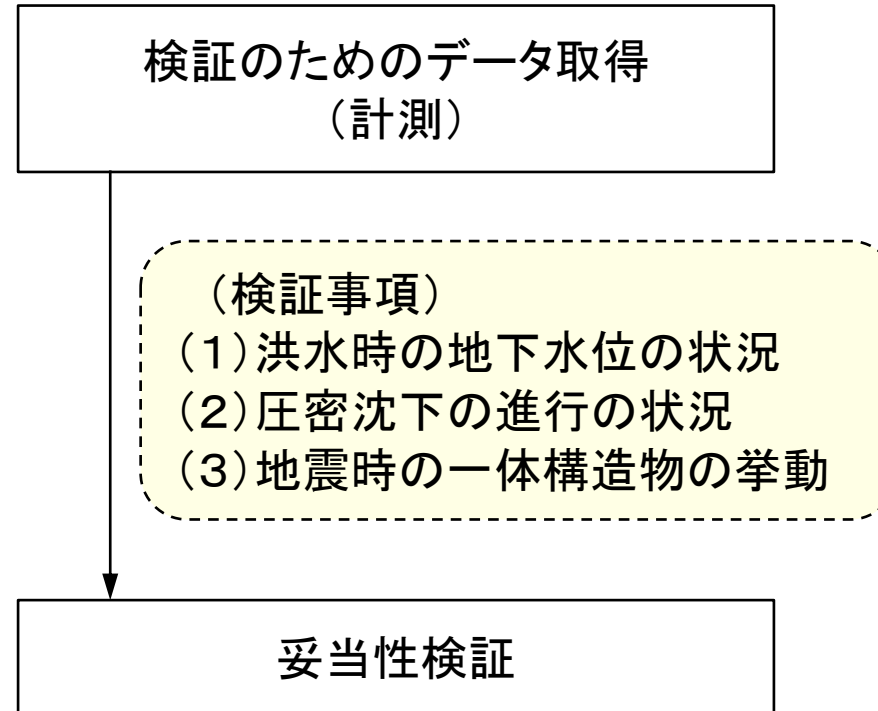 検証のためのデータ取得
（計測）
（検証事項）
（１）洪水時の地下水位の状況
（２）圧密沈下の進行の状況
（３）地震時の一体構造物の挙動
妥当性検証